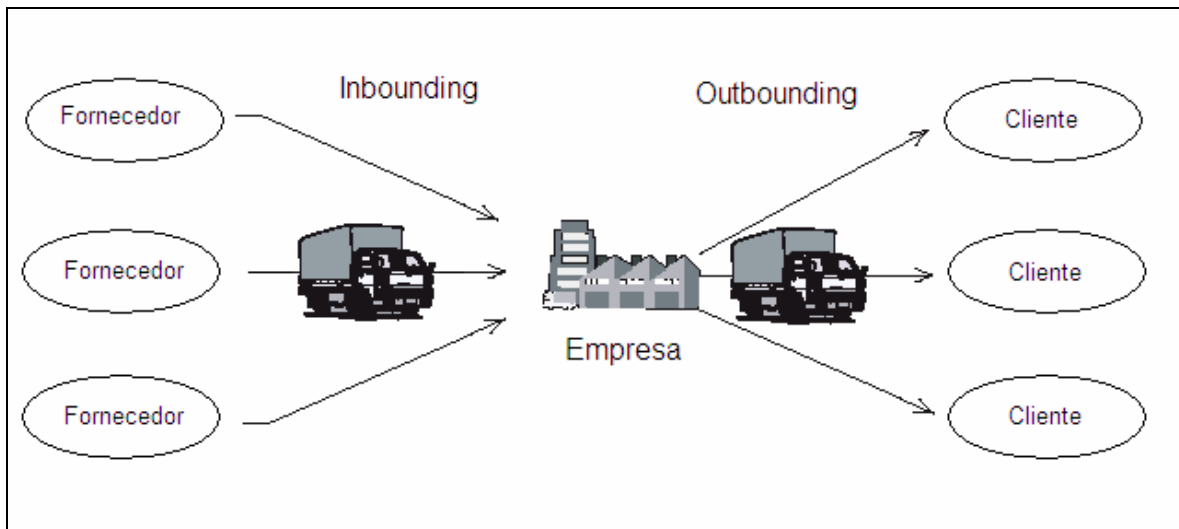 Inbounding
Outbounding
Fornecedor
Cliente
Fornecedor
Cliente
Empresa
Fornecedor
Cliente